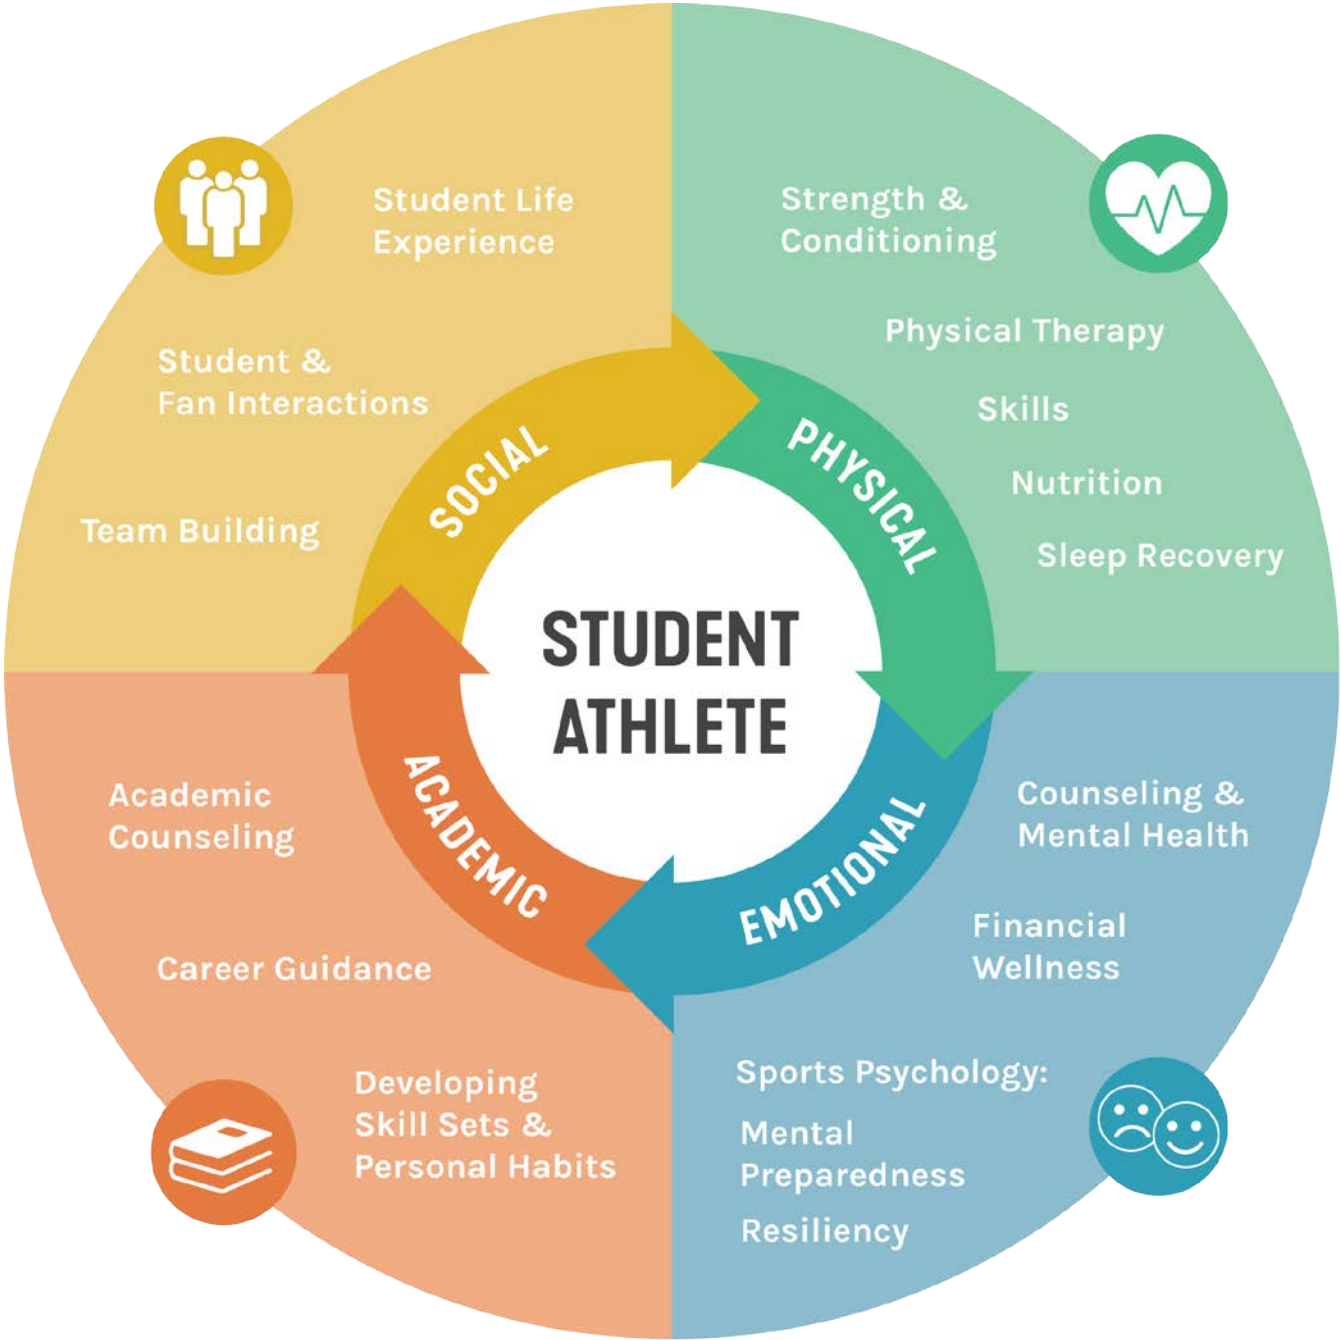 Student Life
Experience
Student &
Fan Interactions
Team Building
SOCIAL
Strength &
Conditioning
Physical Therapy
Skills
Nutrition
Sleep Recovery
PHYSICAL
STUDENT
ATHLETE
Academic
Counseling
Career Guidance
Developing
Skill Sets &
Personal Habits
ACADEMIC
EMOTIONAL
Counseling &
Mental Health
Financial
Wellness
Sports Psychology:
Mental
Preparedness
Resiliency